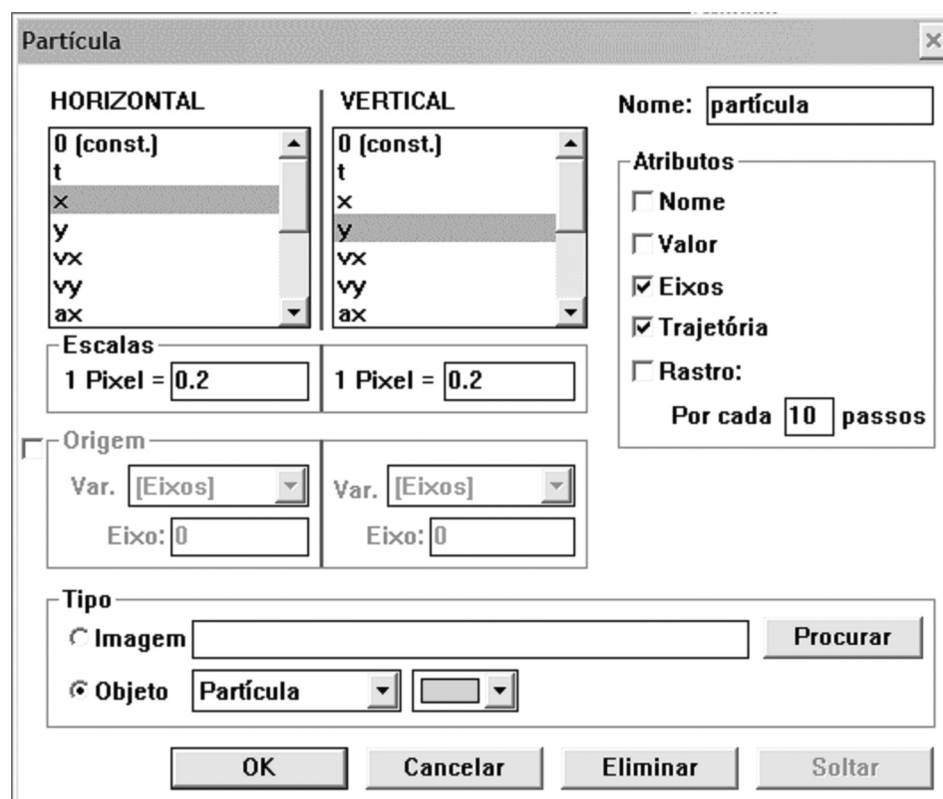 Partícula
HORIZONTAL
0 (const.)
t
x
y
vx
vy
ax
VERTICAL
0 (const.)
t
x
y
vx
vy
ax
Nome: partícula
Atributos
Nome
Valor
Eixos
Trajetória
Rastro:
Por cada 10 passos
Escalas
1 Pixel = 0.2
1 Pixel = 0.2
Origem
Var. [Eixos]
Eixo: 0
Var. [Eixos]
Eixo: 0
Tipo
Imagem
Procurar
Objeto Partícula
OK
Cancelar
Eliminar
Soltar